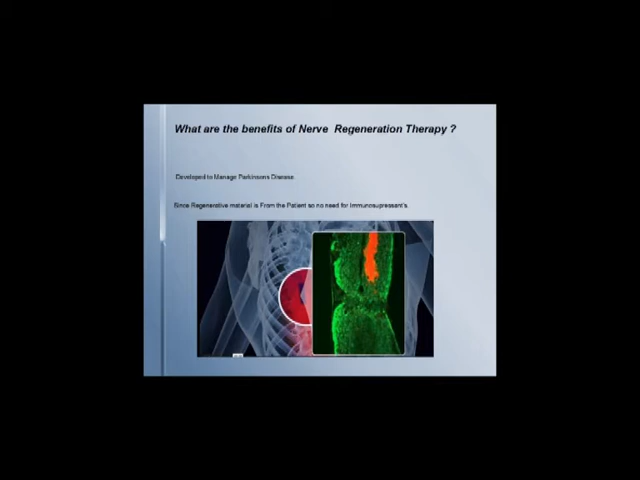 What are the benefits of Nerve Regeneration Therapy ?
Developed to Manage Parkinsons Disease
Since Regenerative material is From the Patient so no need for Immunosupressant's.